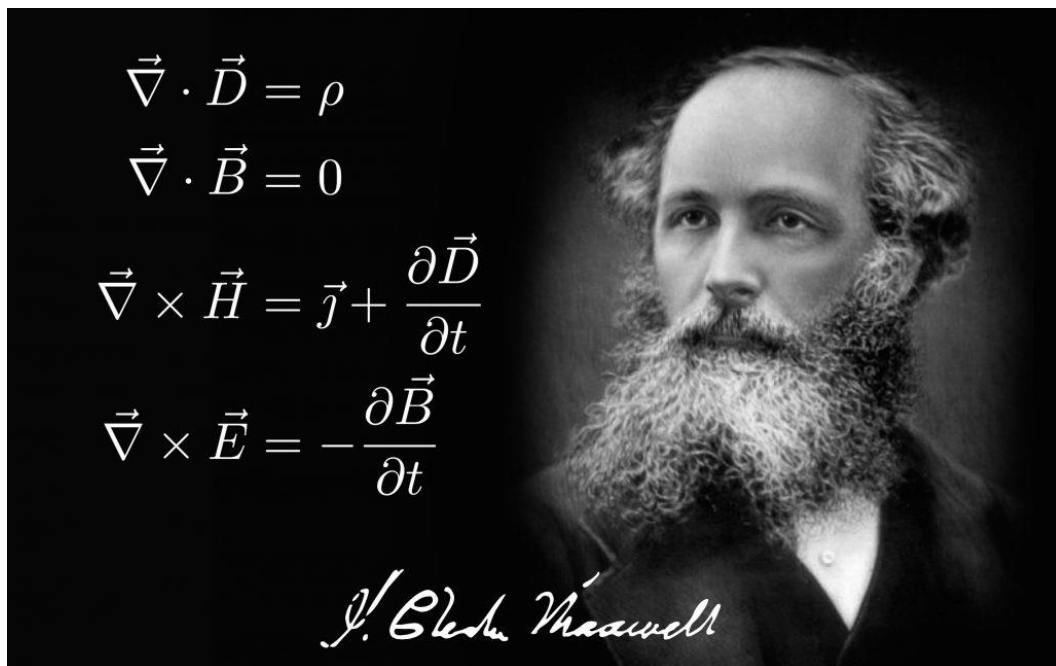 ∇⃗ · D⃗ = ρ
∇⃗ · B⃗ = 0
∇⃗ × H⃗ = ȷ⃗ + ∂D⃗/∂t
∇⃗ × E⃗ = −∂B⃗/∂t
J. Clerk Maxwell